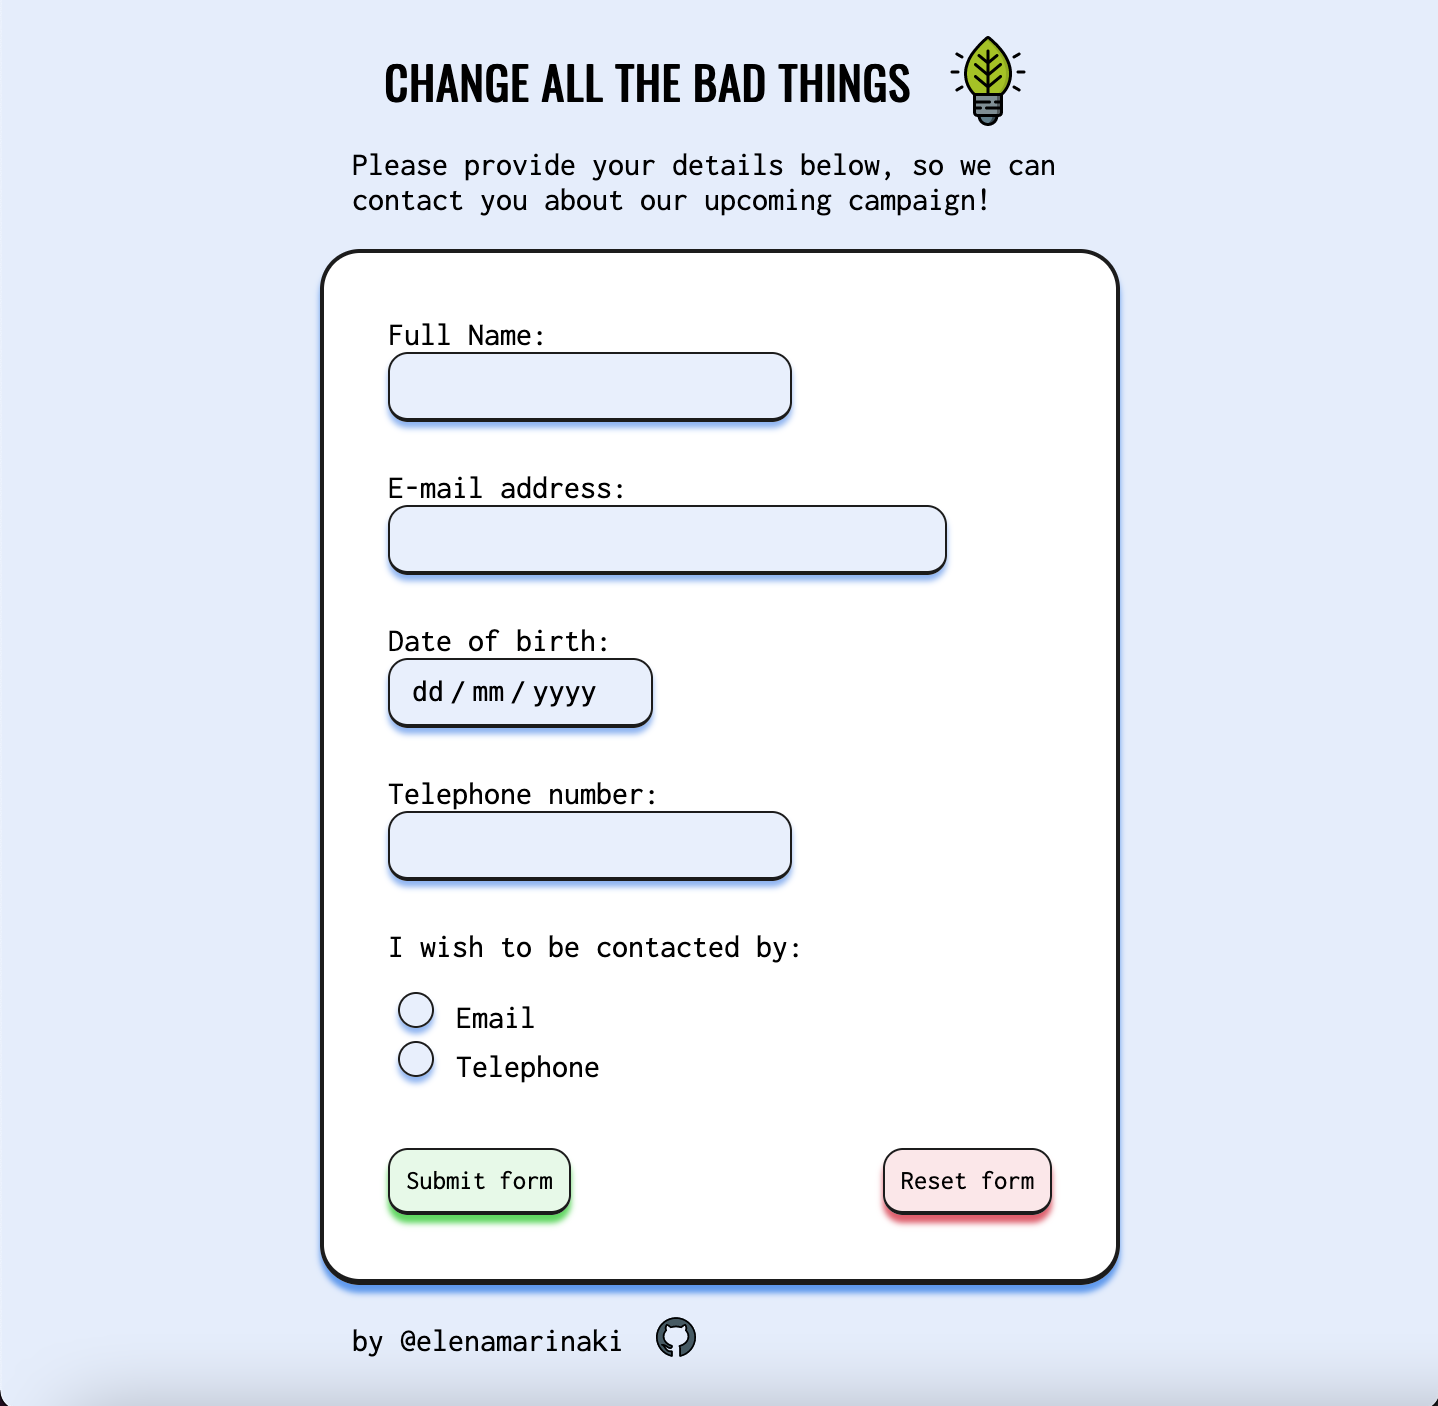 CHANGE ALL THE BAD THINGS
Please provide your details below, so we can
contact you about our upcoming campaign!
Full Name:
E-mail address:
Date of birth:
dd/mm/yyyy
Telephone number:
I wish to be contacted by:
Email
Telephone
Submit form
Reset form
by @elenamarinaki